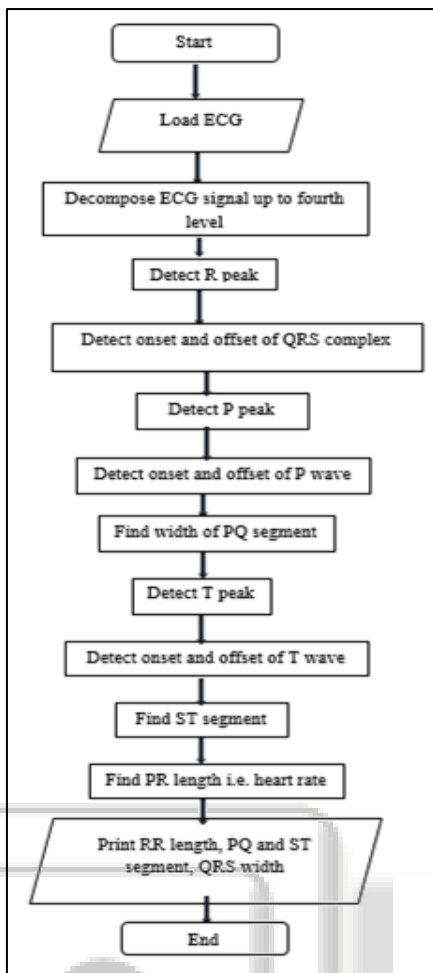 Start
Load ECG
Decompose ECG signal up to fourth
level
Detect R peak
Detect onset and offset of QRS complex
Detect P peak
Detect onset and offset of P wave
Find width of PQ segment
Detect T peak
Detect onset and offset of T wave
Find ST segment
Find PR length i.e. heart rate
Print RR length, PQ and ST
segment, QRS width
End